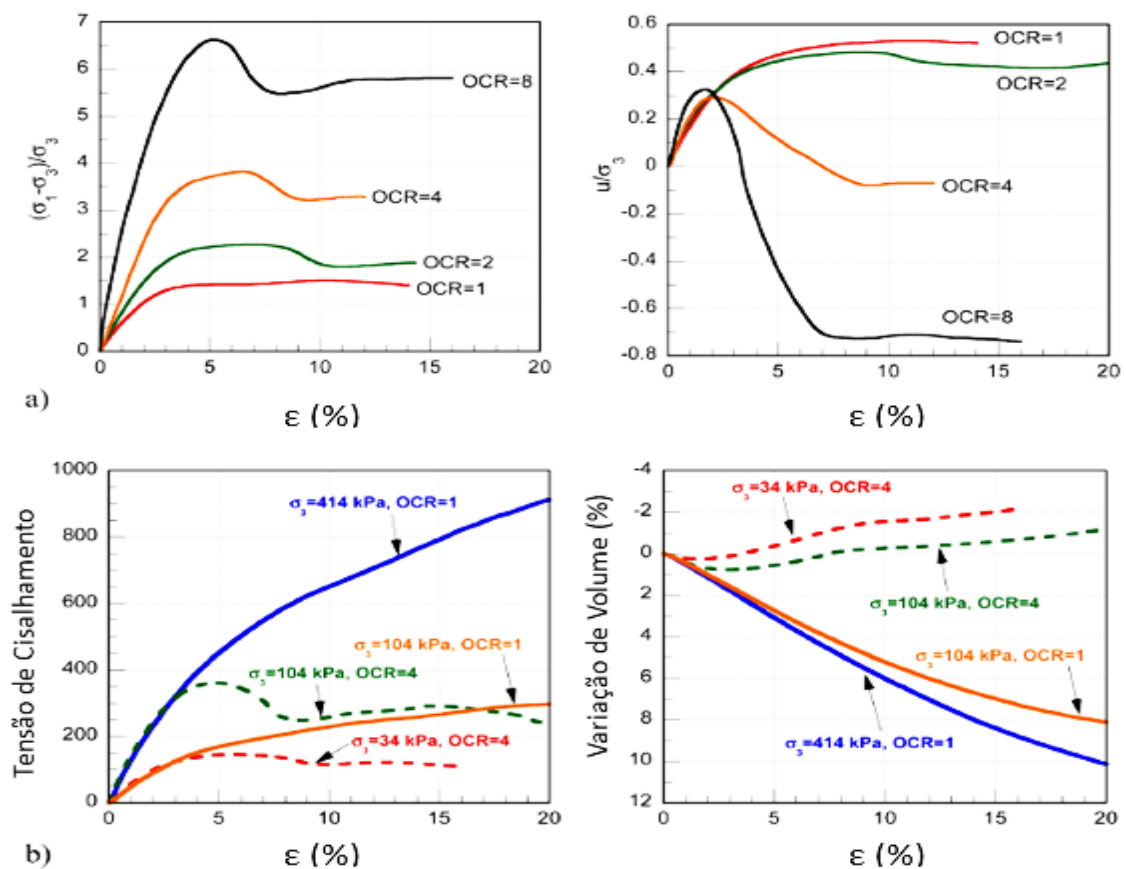 7
6
5
4
3
2
1
0
(σ1-σ3)/σ3
OCR=8
OCR=4
OCR=2
OCR=1
0 5 10 15 20
ε (%)
0.6
0.4
0.2
0
-0.2
-0.4
-0.6
-0.8
u/σ3
OCR=1
OCR=2
OCR=4
OCR=8
0 5 10 15 20
ε (%)
a)
1000
800
600
400
200
0
Tensão de Cisalhamento
σ3=414 kPa, OCR=1
σ3=104 kPa, OCR=1
σ3=104 kPa, OCR=4
σ3=34 kPa, OCR=4
0 5 10 15 20
ε (%)
-4
-2
0
2
4
6
8
10
12
Variação de Volume (%)
σ3=34 kPa, OCR=4
σ3=104 kPa, OCR=4
σ3=104 kPa, OCR=1
σ3=414 kPa, OCR=1
0 5 10 15 20
ε (%)
b)